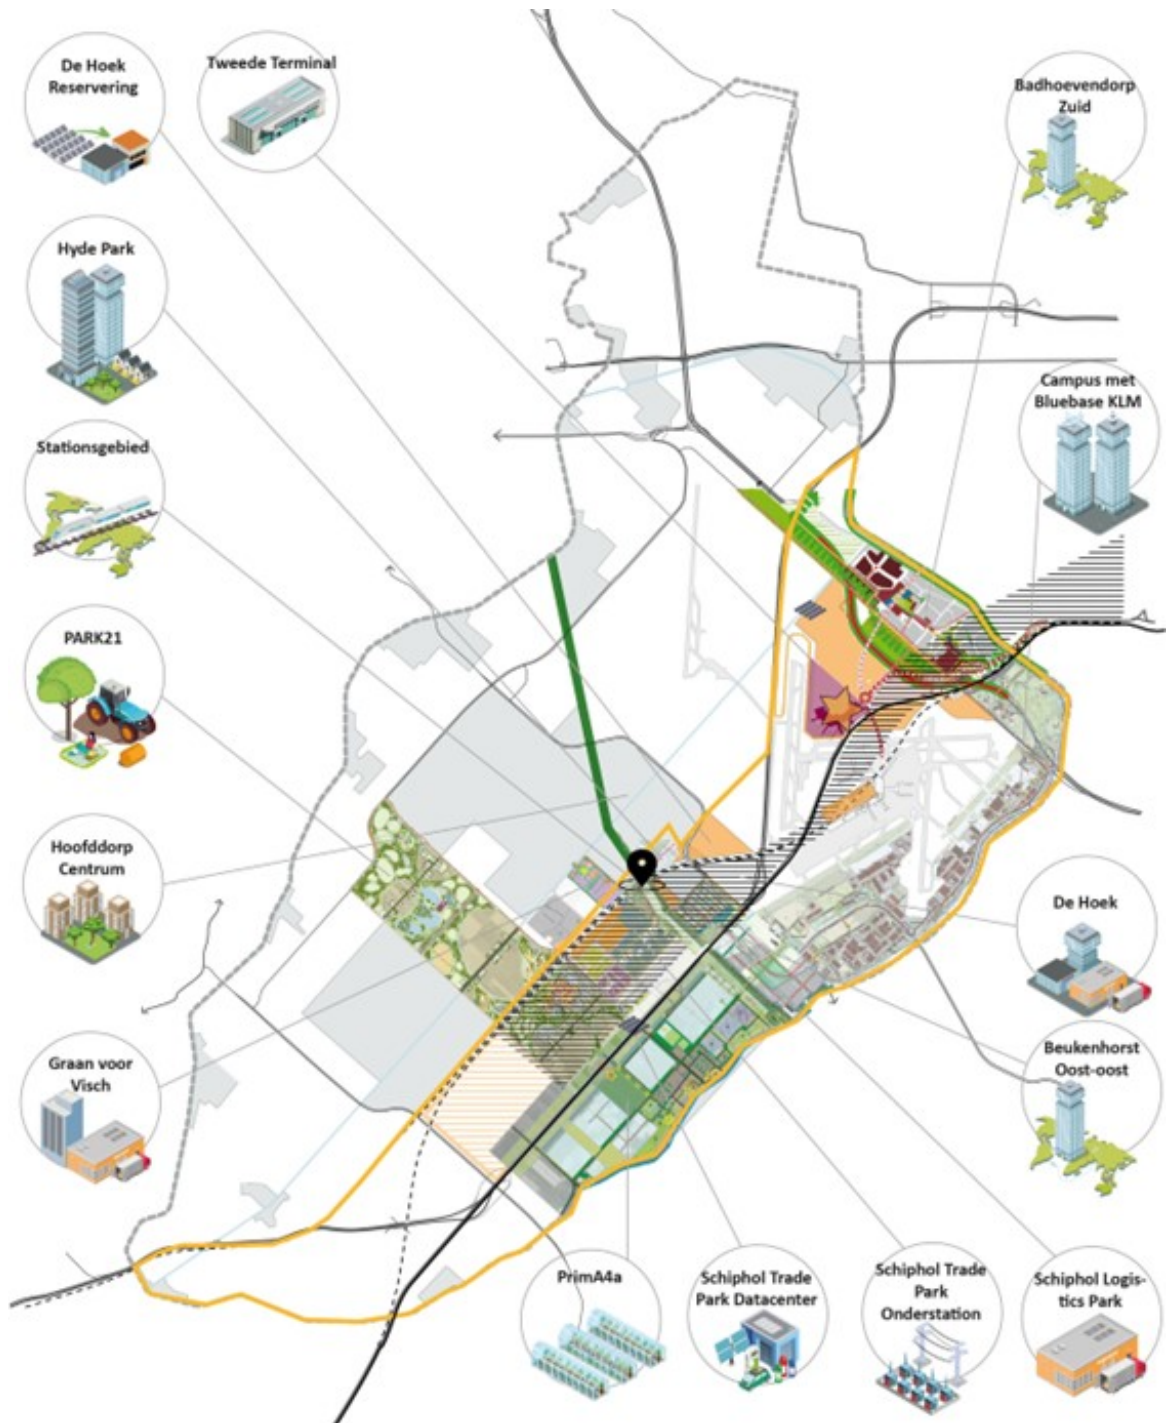 De Hoek
Reservering
Tweede Terminal
Badhoevendorp
Zuid
Hyde Park
Campus met
Bluebase KLM
Stationsgebied
PARK21
Hoofddorp
Centrum
De Hoek
Graan voor
Visch
Beukenhorst
Oost-oost
PrimA4a
Schiphol Trade
Park Datacenter
Schiphol Trade
Park
Onderstation
Schiphol Logis-
tics Park